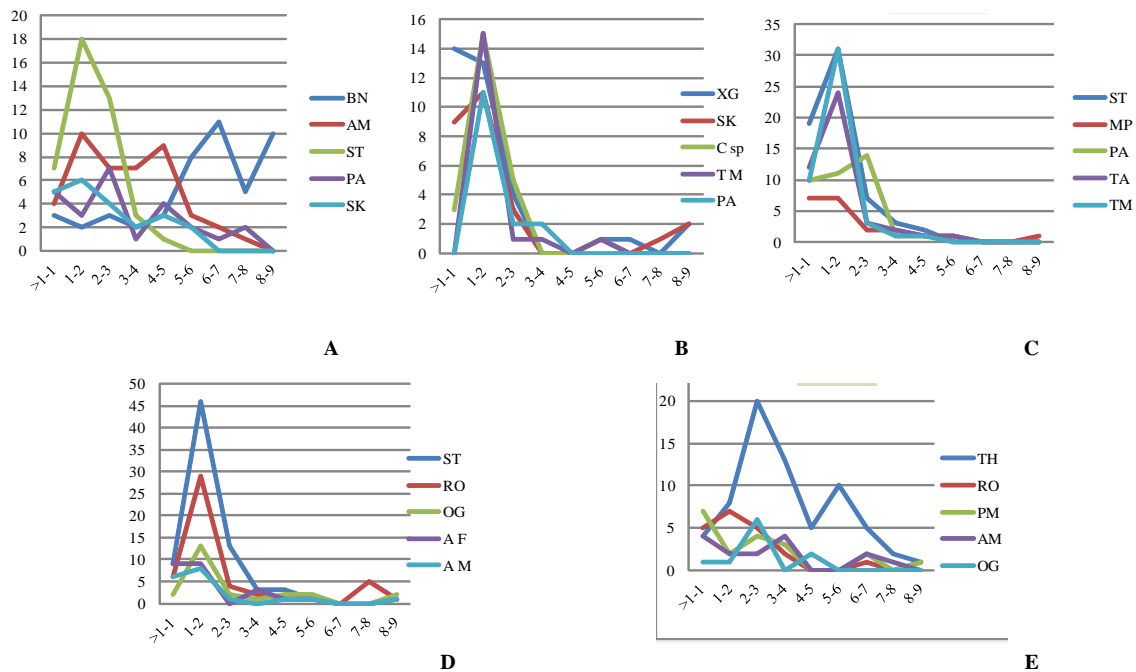 20
18
16
14
12
10
8
6
4
2
0
>1-1
1-2
2-3
3-4
4-5
5-6
6-7
7-8
8-9
BN
AM
ST
PA
SK
A
16
14
12
10
8
6
4
2
0
>1-1
1-2
2-3
3-4
4-5
5-6
6-7
7-8
8-9
XG
SK
C sp
T M
PA
B
35
30
25
20
15
10
5
0
>1-1
1-2
2-3
3-4
4-5
5-6
6-7
7-8
8-9
ST
MP
PA
TA
TM
C
50
45
40
35
30
25
20
15
10
5
0
>1-1
1-2
2-3
3-4
4-5
5-6
6-7
7-8
8-9
ST
RO
OG
A F
A M
D
20
15
10
5
0
>1-1
1-2
2-3
3-4
4-5
5-6
6-7
7-8
8-9
TH
RO
PM
AM
OG
E